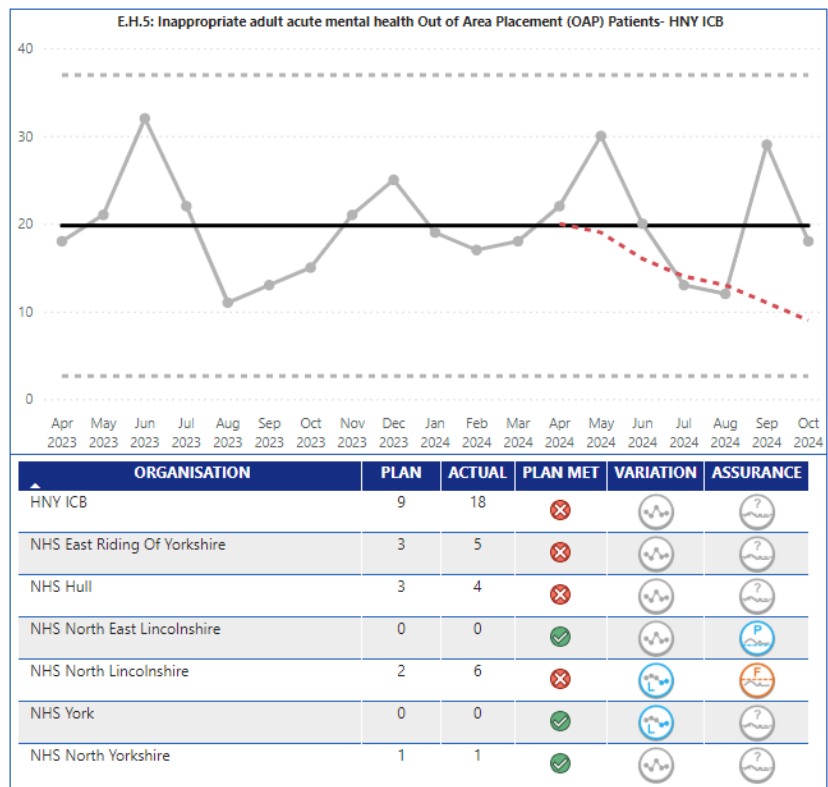 E.H.5: Inappropriate adult acute mental health Out of Area Placement (OAP) Patients- HNY ICB
40
30
20
10
0
Apr May Jun Jul Aug Sep Oct Nov Dec Jan Feb Mar Apr May Jun Jul Aug Sep Oct
2023 2023 2023 2023 2023 2023 2023 2023 2023 2024 2024 2024 2024 2024 2024 2024 2024 2024 2024
ORGANISATION PLAN ACTUAL PLAN MET VARIATION ASSURANCE
HNY ICB 9 18 ?
NHS East Riding Of Yorkshire 3 5 ?
NHS Hull 3 4 ?
NHS North East Lincolnshire 0 0 P
NHS North Lincolnshire 2 6 L F
NHS York 0 0 L ?
NHS North Yorkshire 1 1 ?